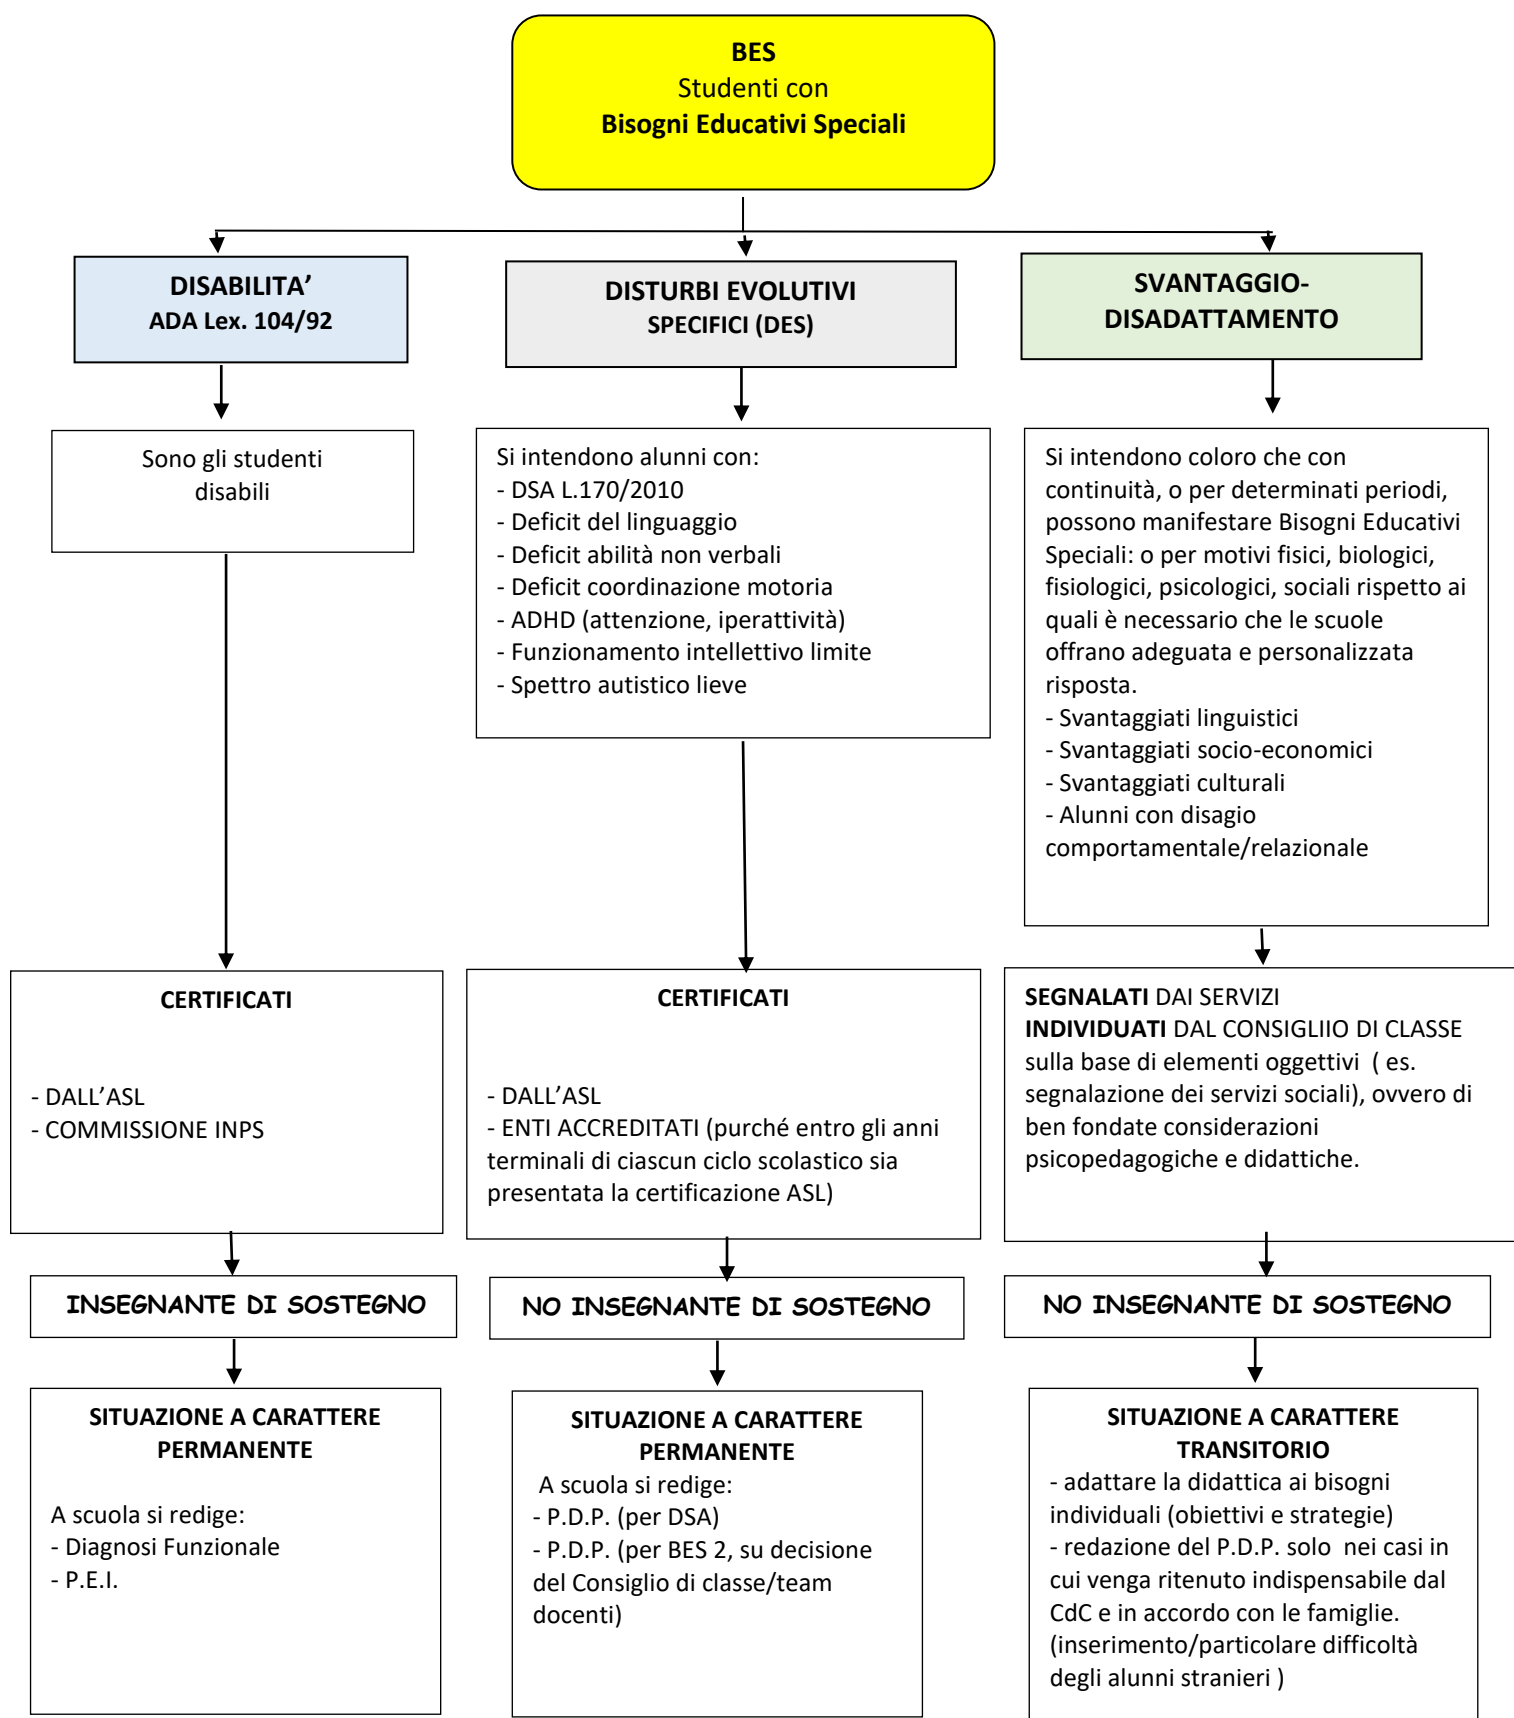 BES
Studenti con
Bisogni Educativi Speciali
DISABILITA’
ADA Lex. 104/92
DISTURBI EVOLUTIVI
SPECIFICI (DES)
SVANTAGGIO-
DISADATTAMENTO
Sono gli studenti
disabili
Si intendono alunni con:
- DSA L.170/2010
- Deficit del linguaggio
- Deficit abilità non verbali
- Deficit coordinazione motoria
- ADHD (attenzione, iperattività)
- Funzionamento intellettivo limite
- Spettro autistico lieve
Si intendono coloro che con
continuità, o per determinati periodi,
possono manifestare Bisogni Educativi
Speciali: o per motivi fisici, biologici,
fisiologici, psicologici, sociali rispetto ai
quali è necessario che le scuole
offrano adeguata e personalizzata
risposta.
- Svantaggiati linguistici
- Svantaggiati socio-economici
- Svantaggiati culturali
- Alunni con disagio
comportamentale/relazionale
CERTIFICATI
- DALL’ASL
- COMMISSIONE INPS
CERTIFICATI
- DALL’ASL
- ENTI ACCREDITATI (purché entro gli anni
terminali di ciascun ciclo scolastico sia
presentata la certificazione ASL)
SEGNALATI DAI SERVIZI
INDIVIDUATI DAL CONSIGLIIO DI CLASSE
sulla base di elementi oggettivi  ( es.
segnalazione dei servizi sociali), ovvero di
ben fondate considerazioni
psicopedagogiche e didattiche.
INSEGNANTE DI SOSTEGNO
NO INSEGNANTE DI SOSTEGNO
NO INSEGNANTE DI SOSTEGNO
SITUAZIONE A CARATTERE
PERMANENTE
A scuola si redige:
- Diagnosi Funzionale
- P.E.I.
SITUAZIONE A CARATTERE
PERMANENTE
A scuola si redige:
- P.D.P. (per DSA)
- P.D.P. (per BES 2, su decisione
del Consiglio di classe/team
docenti)
SITUAZIONE A CARATTERE
TRANSITORIO
- adattare la didattica ai bisogni
individuali (obiettivi e strategie)
- redazione del P.D.P. solo  nei casi in
cui venga ritenuto indispensabile dal
CdC e in accordo con le famiglie.
(inserimento/particolare difficoltà
degli alunni stranieri )